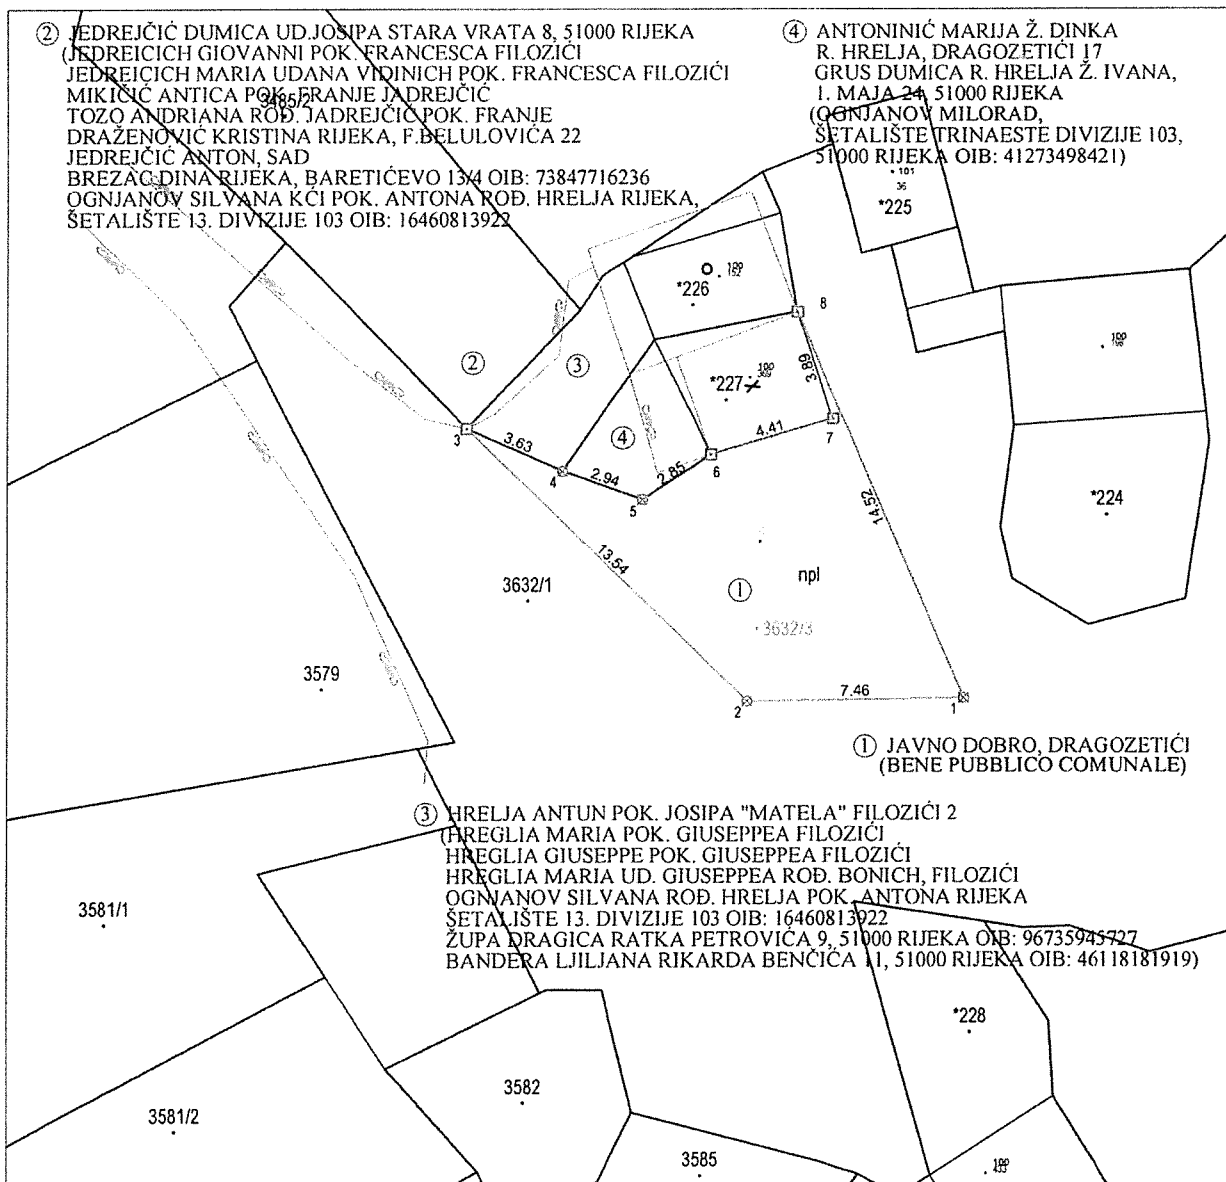 ② JEDREJČIĆ DUMICA UD.JOSIPA STARA VRATA 8, 51000 RIJEKA
(JEDREICICH GIOVANNI POK. FRANCESCA FILOZIĆI
JEDREICICH MARIA UDANA VIDINICH POK. FRANCESCA FILOZIĆI
MIKIČIĆ ANTICA POK. FRANJE JADREJČIĆ
TOZO ANDRIANA ROĐ. JADREJČIĆ POK. FRANJE
DRAŽENOVIĆ KRISTINA RIJEKA, F.BELULOVIĆA 22
JEDREJČIĆ ANTON, SAD
BREZAC DINA RIJEKA, BARETIĆEVO 13/4 OIB: 73847716236
OGNJANOV SILVANA KĆI POK. ANTONA ROĐ. HRELJA RIJEKA,
ŠETALIŠTE 13. DIVIZIJE 103 OIB: 16460813922
3485/2
④ ANTONINIĆ MARIJA Ž. DINKA
R. HRELJA, DRAGOZETIĆI 17
GRUS DUMICA R. HRELJA Ž. IVANA,
1. MAJA 24, 51000 RIJEKA
(OGNJANOV MILORAD,
ŠETALIŠTE TRINAESTE DIVIZIJE 103,
51000 RIJEKA OIB: 41273498421)
101
36
*225
100
152
*226
8
100
198
②
③
*227
100
369
3.89
④
4.41
7
3
3.63
4
2.94
5
2.85
6
14.52
*224
13.54
3632/1
npl
①
3632/3
3579
7.46
2
1
① JAVNO DOBRO, DRAGOZETIĆI
(BENE PUBBLICO COMUNALE)
③ HRELJA ANTUN POK. JOSIPA "MATELA" FILOZIĆI 2
(HREGLIA MARIA POK. GIUSEPPEA FILOZIĆI
HREGLIA GIUSEPPE POK. GIUSEPPEA FILOZIĆI
HREGLIA MARIA UD. GIUSEPPEA ROĐ. BONICH, FILOZIĆI
OGNJANOV SILVANA ROĐ. HRELJA POK. ANTONA RIJEKA
ŠETALIŠTE 13. DIVIZIJE 103 OIB: 16460813922
ŽUPA DRAGICA RATKA PETROVIĆA 9, 51000 RIJEKA OIB: 96735945727
BANDERA LJILJANA RIKARDA BENČIĆA 11, 51000 RIJEKA OIB: 46118181919)
3581/1
*228
3582
3581/2
3585
100
433